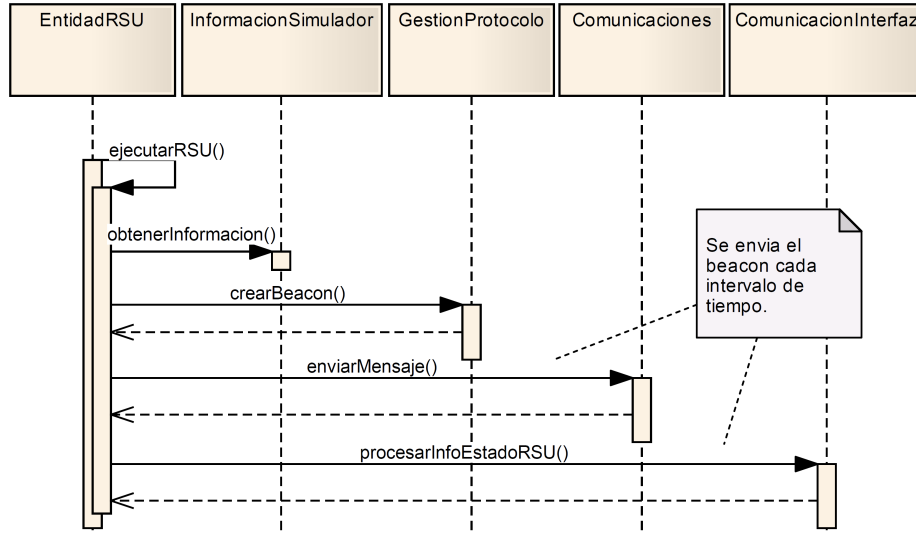 EntidadRSU
InformacionSimulador
GestionProtocolo
Comunicaciones
ComunicacionInterfaz
ejecutarRSU()
obtenerInformacion()
Se envia el
beacon cada
intervalo de
tiempo.
crearBeacon()
enviarMensaje()
procesarInfoEstadoRSU()